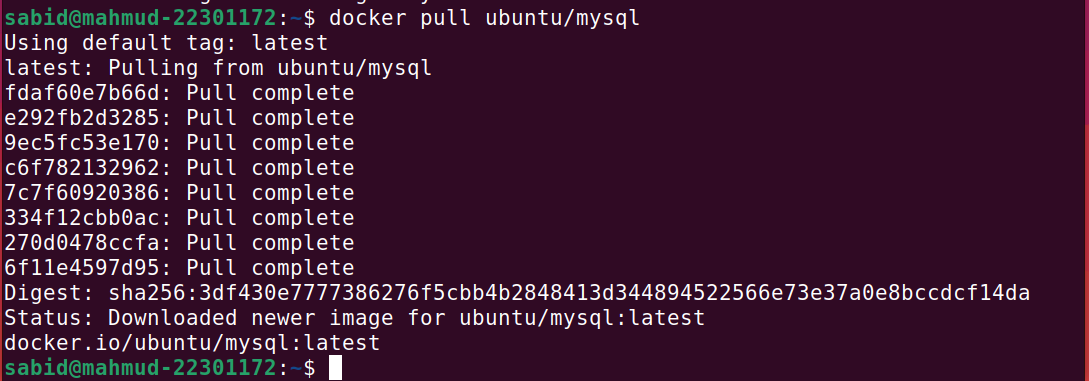 sabid@mahmud-22301172:~$ docker pull ubuntu/mysql
Using default tag: latest
latest: Pulling from ubuntu/mysql
fdaf60e7b66d: Pull complete
e292fb2d3285: Pull complete
9ec5fc53e170: Pull complete
c6f782132962: Pull complete
7c7f60920386: Pull complete
334f12cbb0ac: Pull complete
270d0478ccfa: Pull complete
6f11e4597d95: Pull complete
Digest: sha256:3df430e7777386276f5cbb4b2848413d344894522566e73e37a0e8bccdcf14da
Status: Downloaded newer image for ubuntu/mysql:latest
docker.io/ubuntu/mysql:latest
sabid@mahmud-22301172:~$